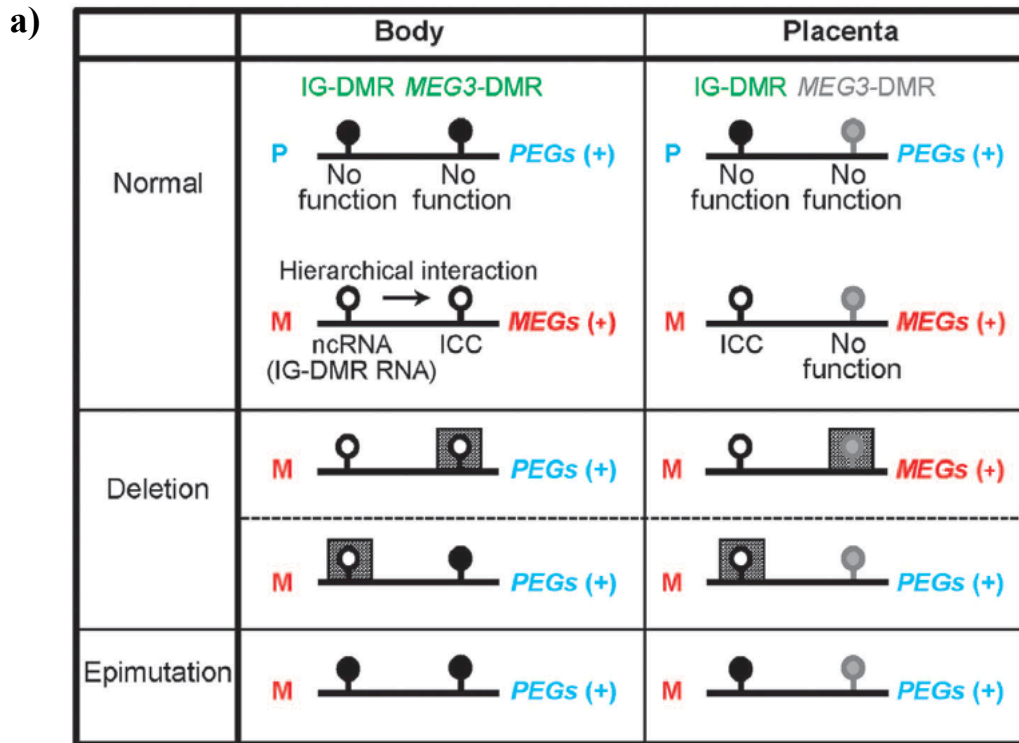 a)
Body Placenta
Normal
IG-DMR MEG3-DMR
P PEGs (+)
No function No function
Hierarchical interaction
M MEGs (+)
ncRNA ICC
(IG-DMR RNA)
IG-DMR MEG3-DMR
P PEGs (+)
No function No function
M MEGs (+)
ICC No function
Deletion
M PEGs (+)
M MEGs (+)
M PEGs (+)
M PEGs (+)
Epimutation
M PEGs (+)
M PEGs (+)